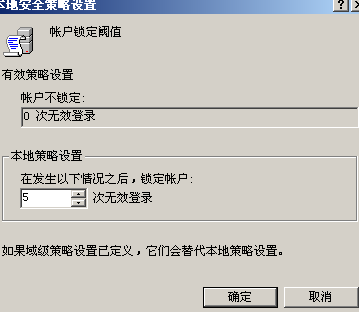 本地安全策略设置
帐户锁定阈值
有效策略设置
帐户不锁定:
0 次无效登录
本地策略设置
在发生以下情况之后，锁定帐户:
5 次无效登录
如果域级策略设置已定义，它们会替代本地策略设置。
确定
取消